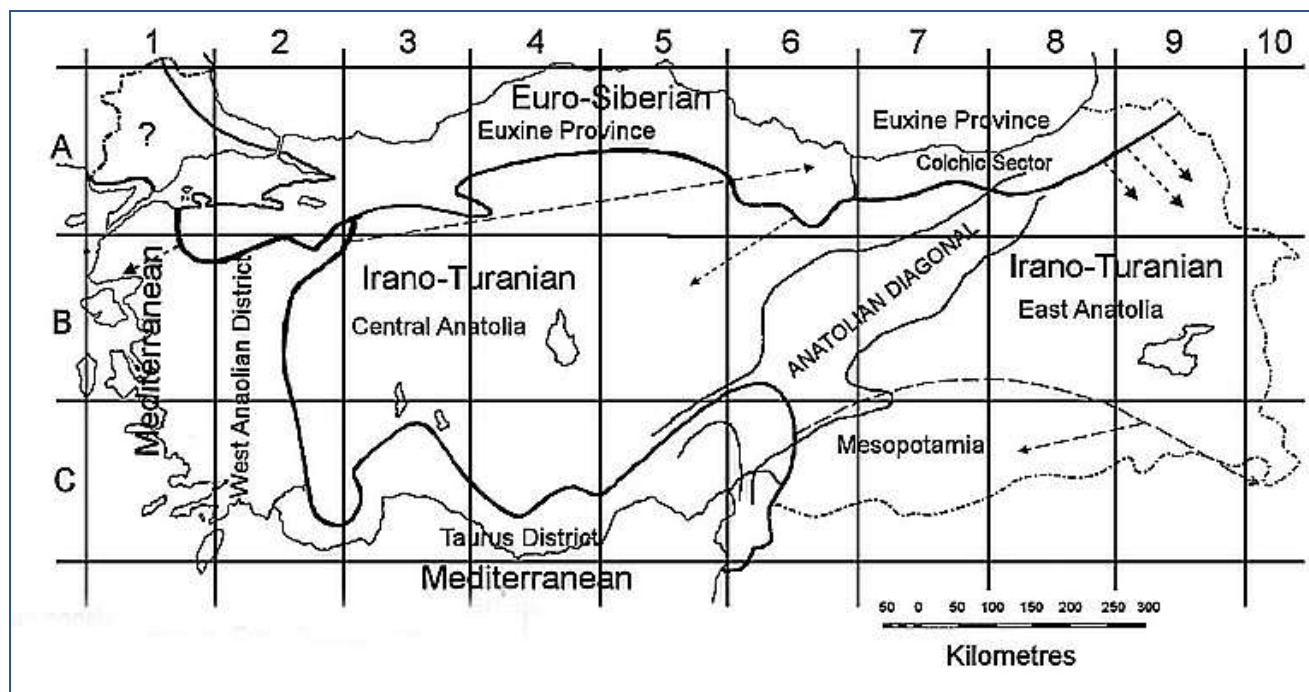 1 2 3 4 5 6 7 8 9 10
Euro-Siberian
Euxine Province
Euxine Province
A
?
Colchic Sector
Mediterranean
West Anaolian District
Irano-Turanian
Central Anatolia
ANATOLIAN DIAGONAL
Irano-Turanian
East Anatolia
B
Mesopotamia
C
Taurus District
Mediterranean
50 0 50 100 150 200 250 300
Kilometres